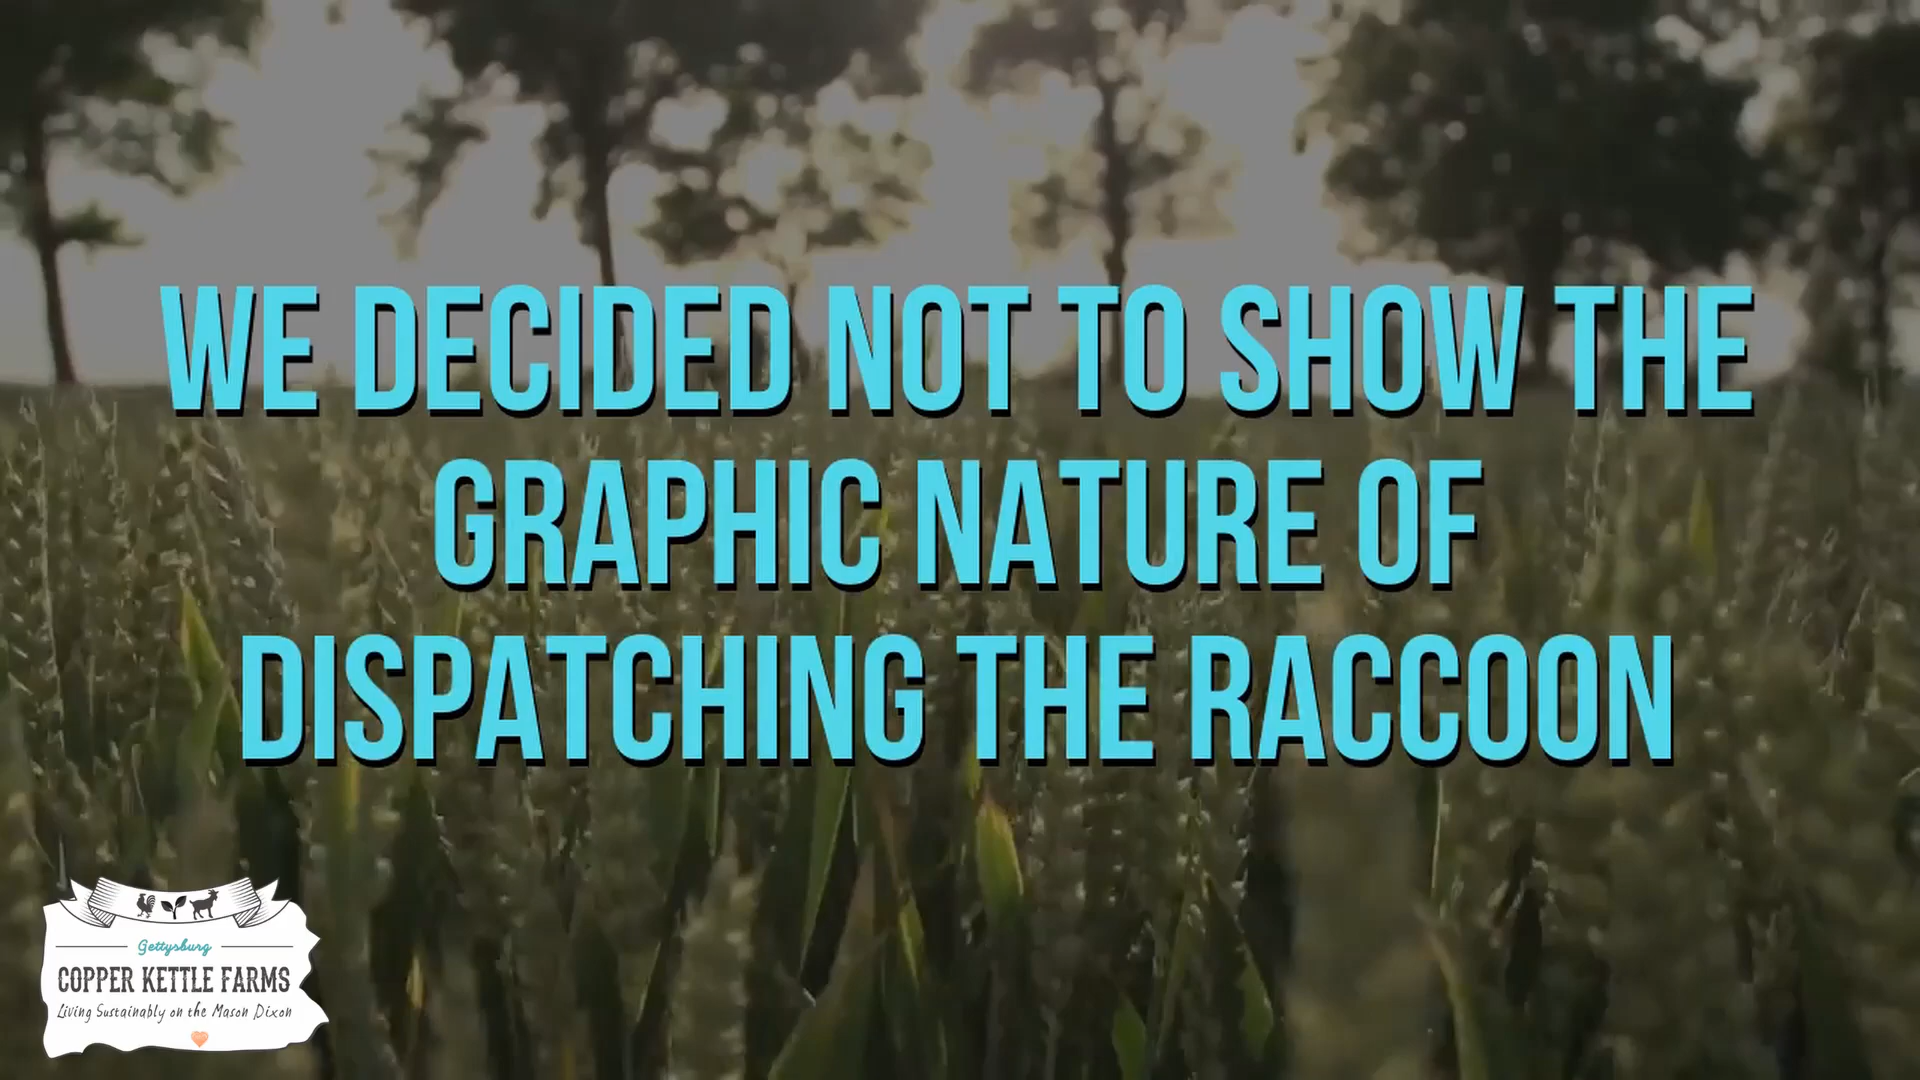 WE DECIDED NOT TO SHOW THE
GRAPHIC NATURE OF
DISPATCHING THE RACCOON
Gettysburg
COPPER KETTLE FARMS
Living Sustainably on the Mason Dixon